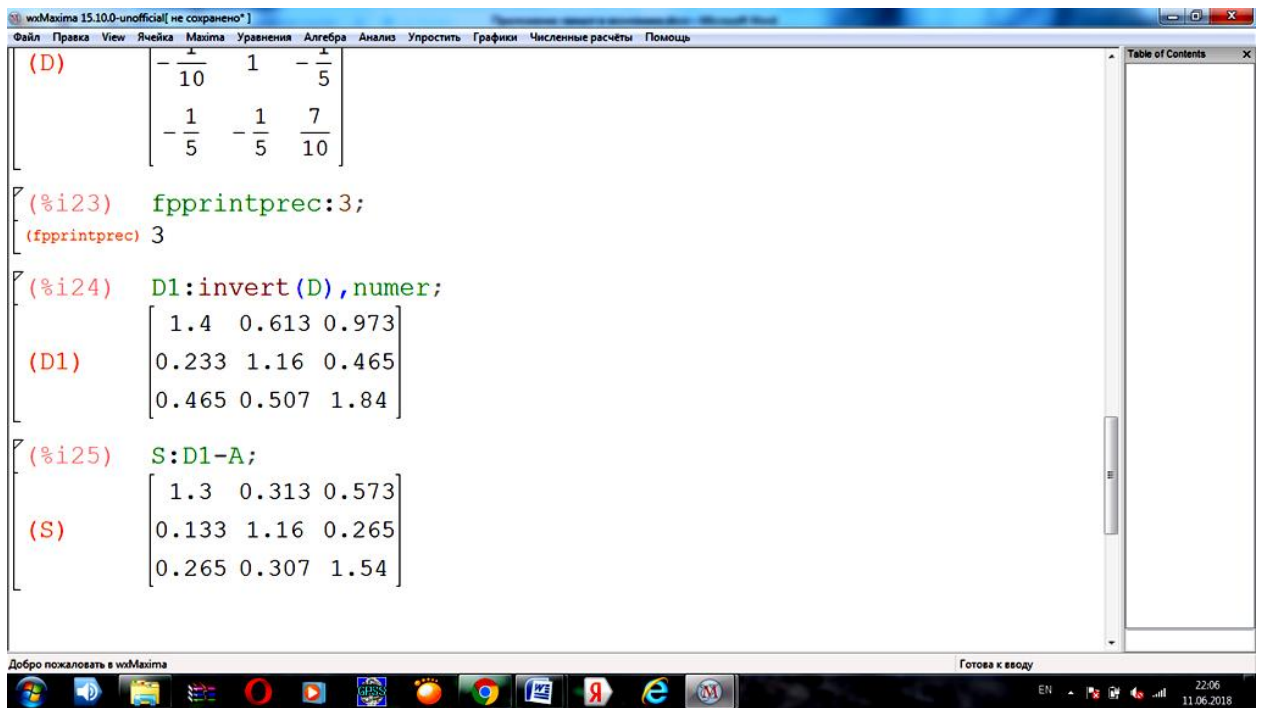 wxMaxima 15.10.0-unofficial[ не сохранено* ]
Файл Правка View Ячейка Maxima Уравнения Алгебра Анализ Упростить Графики Численные расчёты Помощь
Table of Contents
(D)
- 1/10 1 - 1/5
- 1/5 - 1/5 7/10
(%i23) fpprintprec:3;
(fpprintprec) 3
(%i24) D1:invert(D),numer;
1.4 0.613 0.973
(D1) 0.233 1.16 0.465
0.465 0.507 1.84
(%i25) S:D1-A;
1.3 0.313 0.573
(S) 0.133 1.16 0.265
0.265 0.307 1.54
Добро пожаловать в wxMaxima
Готова к вводу
GPSS
W
Я
M
EN
22:06
11.06.2018